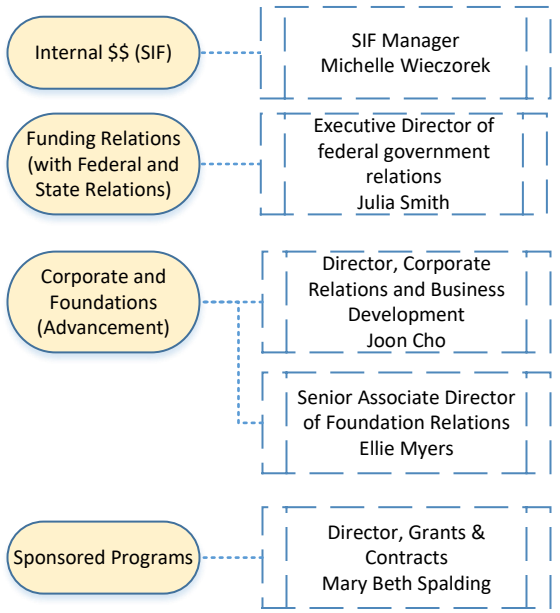 Internal $$ (SIF)
SIF Manager
Michelle Wieczorek
Funding Relations
(with Federal and
State Relations)
Executive Director of
federal government
relations
Julia Smith
Corporate and
Foundations
(Advancement)
Director, Corporate
Relations and Business
Development
Joon Cho
Senior Associate Director
of Foundation Relations
Ellie Myers
Sponsored Programs
Director, Grants &
Contracts
Mary Beth Spalding